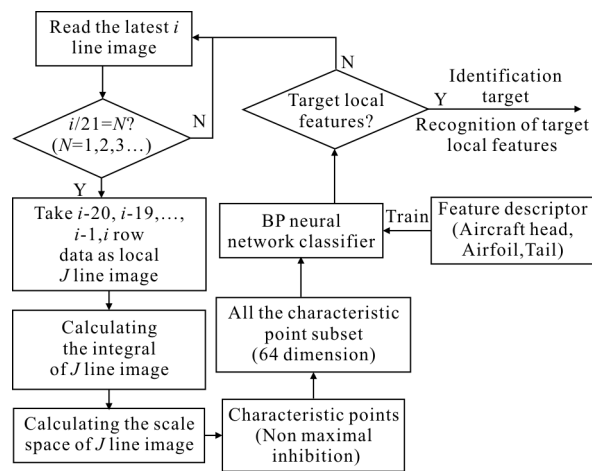 Read the latest i
line image
i/21=N?
(N=1,2,3…)
N
Y
Take i-20, i-19,…,
i-1,i row
data as local
J line image
Calculating
the integral
of J line image
Calculating the scale
space of J line image
Characteristic points
(Non maximal
inhibition)
All the characteristic
point subset
(64 dimension)
BP neural
network classifier
Train
Feature descriptor
(Aircraft head,
Airfoil,Tail)
Target local
features?
N
Y
Identification
target
Recognition of target
local features